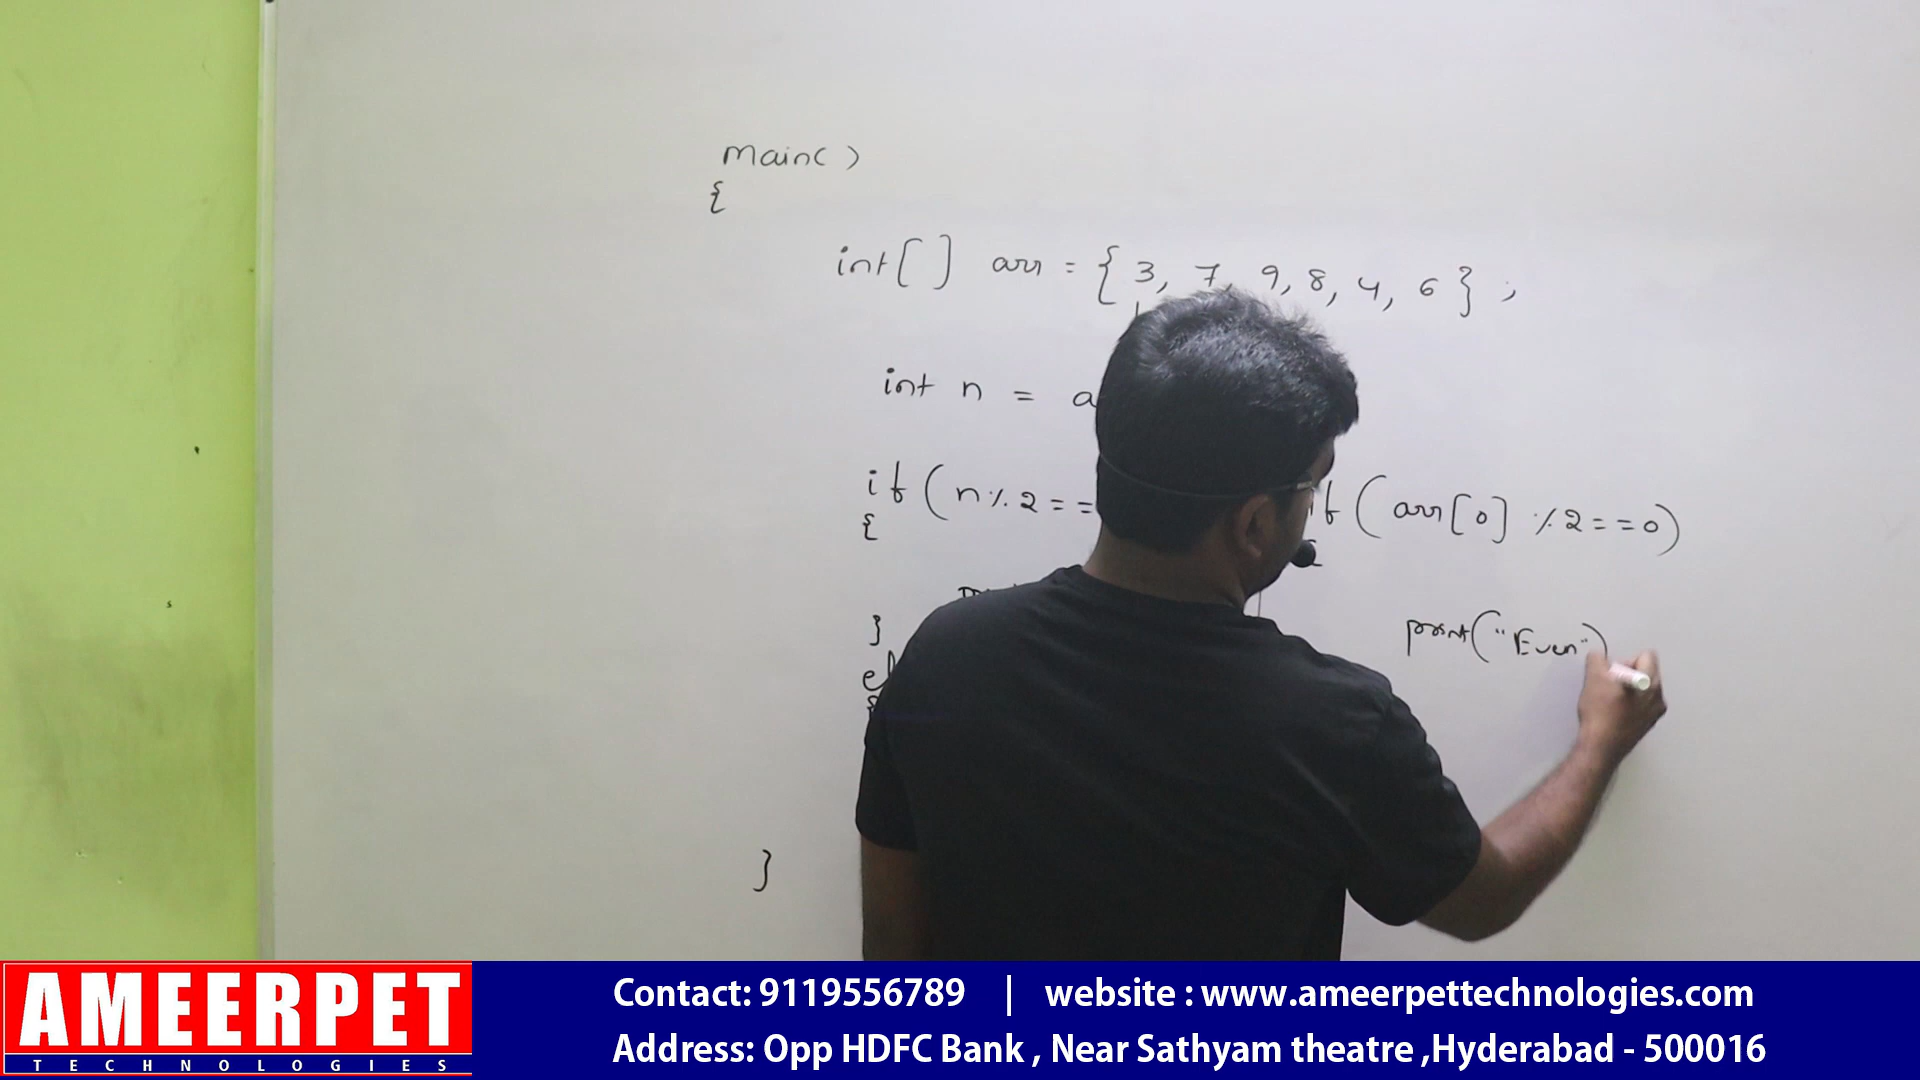 main()
{
int[ ] arr = { 3, 7, 9, 8, 4, 6 } ;
int n = a
if (n%2==
{
}
el
{
if (arr[0] %2==0)
print("Even")
}
AMEERPET
TECHNOLOGIES
Contact: 9119556789 | website : www.ameerpettechnologies.com
Address: Opp HDFC Bank , Near Sathyam theatre ,Hyderabad - 500016